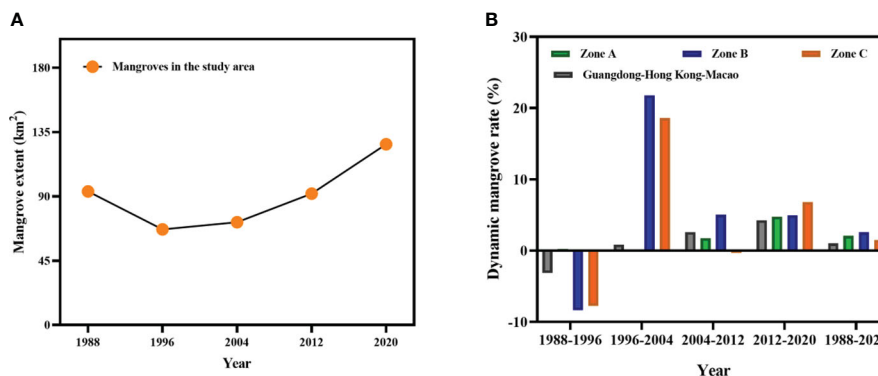 A
Mangrove extent (km2)
180
135
90
45
0
Mangroves in the study area
1988 1996 2004 2012 2020
Year
B
Dynamic mangrove rate (%)
30
20
10
0
-10
Zone A Zone B Zone C
Guangdong-Hong Kong-Macao
1988-1996 1996-2004 2004-2012 2012-2020 1988-202
Year